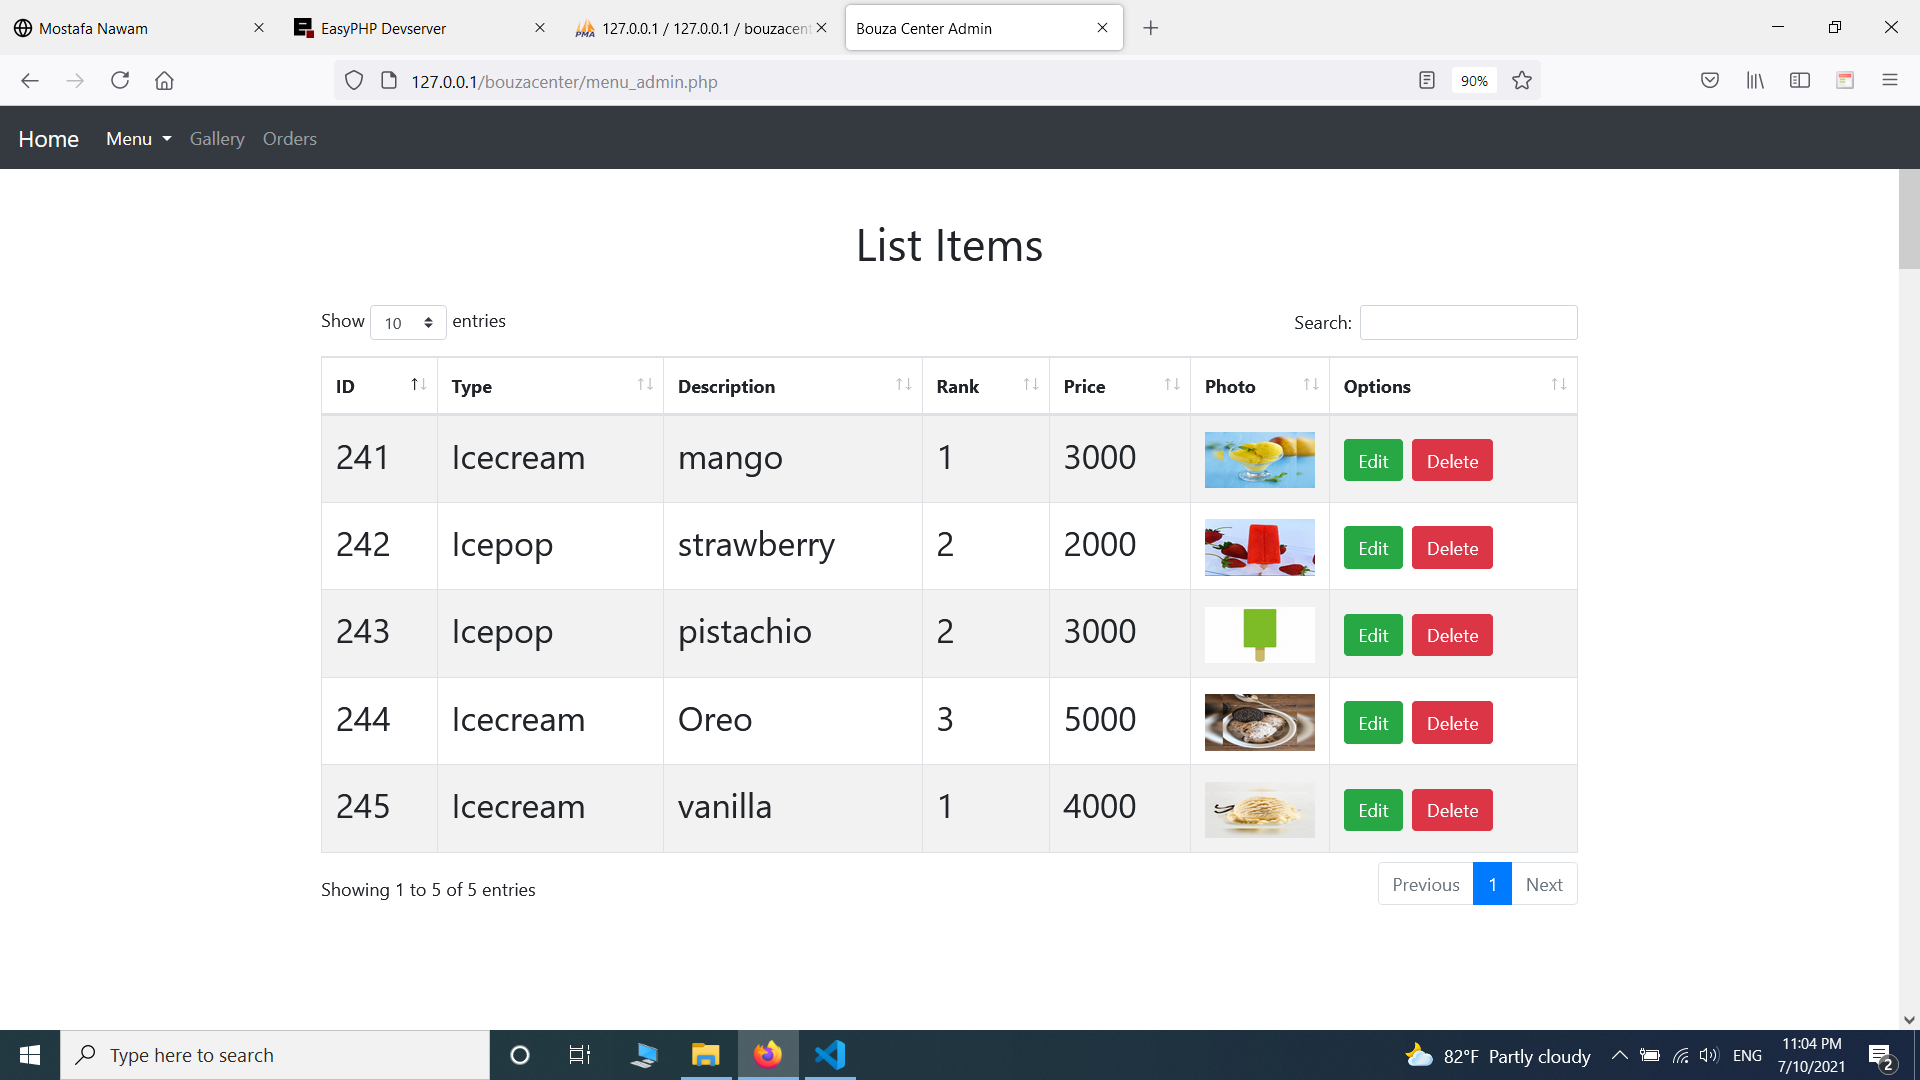 Mostafa Nawam
EasyPHP Devserver
PMA 127.0.0.1 / 127.0.0.1 / bouzacent
Bouza Center Admin
127.0.0.1/bouzacenter/menu_admin.php
90%
Home Menu Gallery Orders
List Items
Show 10 entries
Search:
ID Type Description Rank Price Photo Options
241 Icecream mango 1 3000 Edit Delete
242 Icepop strawberry 2 2000 Edit Delete
243 Icepop pistachio 2 3000 Edit Delete
244 Icecream Oreo 3 5000 Edit Delete
245 Icecream vanilla 1 4000 Edit Delete
Showing 1 to 5 of 5 entries
Previous 1 Next
Type here to search
82°F Partly cloudy
ENG
11:04 PM
7/10/2021
2